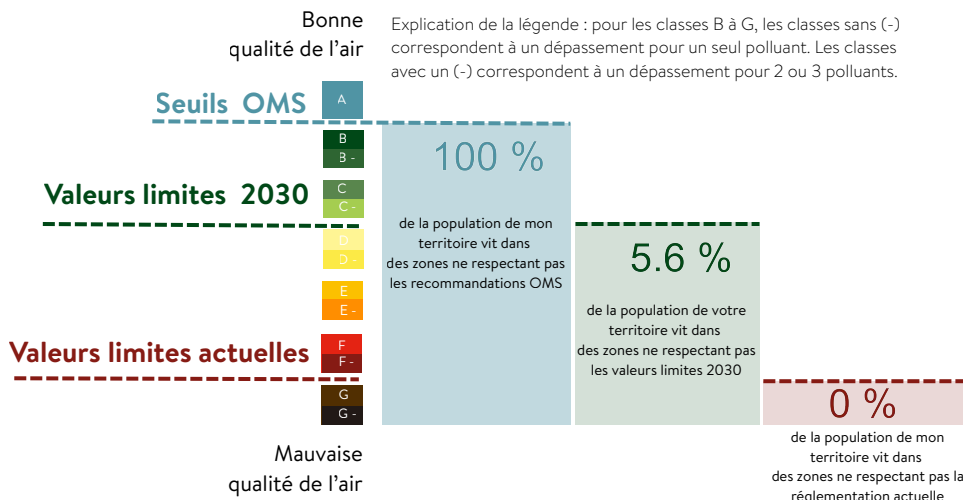 Bonne
qualité de l'air
Explication de la légende : pour les classes B à G, les classes sans (-)
correspondent à un dépassement pour un seul polluant. Les classes
avec un (-) correspondent à un dépassement pour 2 ou 3 polluants.
Seuils OMS
A
B
B -
Valeurs limites 2030
C
C -
D
D -
E
E -
Valeurs limites actuelles
F
F -
G
G -
Mauvaise
qualité de l'air
100 %
de la population de mon
territoire vit dans
des zones ne respectant pas
les recommandations OMS
5.6 %
de la population de votre
territoire vit dans
des zones ne respectant pas
les valeurs limites 2030
0 %
de la population de mon
territoire vit dans
des zones ne respectant pas la
réglementation actuelle